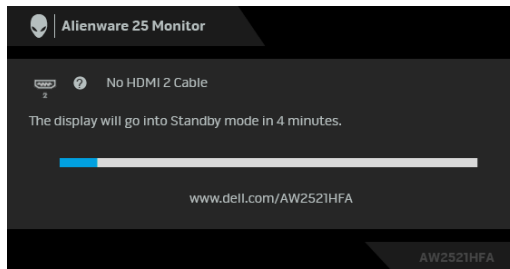 Alienware 25 Monitor
? No HDMI 2 Cable
2
The display will go into Standby mode in 4 minutes.
www.dell.com/AW2521HFA
AW2521HFA